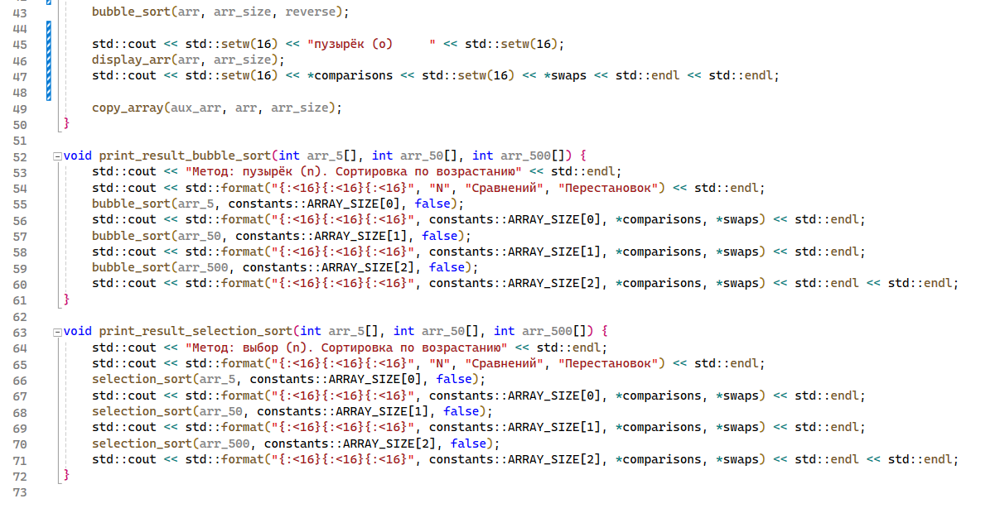 43 bubble_sort(arr, arr_size, reverse);
44
45 std::cout << std::setw(16) << "пузырёк (о)     " << std::setw(16);
46 display_arr(arr, arr_size);
47 std::cout << std::setw(16) << *comparisons << std::setw(16) << *swaps << std::endl << std::endl;
48
49 copy_array(aux_arr, arr, arr_size);
50 }
51
52 void print_result_bubble_sort(int arr_5[], int arr_50[], int arr_500[]) {
53 std::cout << "Метод: пузырёк (п). Сортировка по возрастанию" << std::endl;
54 std::cout << std::format("{:<16}{:<16}{:<16}", "N", "Сравнений", "Перестановок") << std::endl;
55 bubble_sort(arr_5, constants::ARRAY_SIZE[0], false);
56 std::cout << std::format("{:<16}{:<16}{:<16}", constants::ARRAY_SIZE[0], *comparisons, *swaps) << std::endl;
57 bubble_sort(arr_50, constants::ARRAY_SIZE[1], false);
58 std::cout << std::format("{:<16}{:<16}{:<16}", constants::ARRAY_SIZE[1], *comparisons, *swaps) << std::endl;
59 bubble_sort(arr_500, constants::ARRAY_SIZE[2], false);
60 std::cout << std::format("{:<16}{:<16}{:<16}", constants::ARRAY_SIZE[2], *comparisons, *swaps) << std::endl << std::endl;
61 }
62
63 void print_result_selection_sort(int arr_5[], int arr_50[], int arr_500[]) {
64 std::cout << "Метод: выбор (п). Сортировка по возрастанию" << std::endl;
65 std::cout << std::format("{:<16}{:<16}{:<16}", "N", "Сравнений", "Перестановок") << std::endl;
66 selection_sort(arr_5, constants::ARRAY_SIZE[0], false);
67 std::cout << std::format("{:<16}{:<16}{:<16}", constants::ARRAY_SIZE[0], *comparisons, *swaps) << std::endl;
68 selection_sort(arr_50, constants::ARRAY_SIZE[1], false);
69 std::cout << std::format("{:<16}{:<16}{:<16}", constants::ARRAY_SIZE[1], *comparisons, *swaps) << std::endl;
70 selection_sort(arr_500, constants::ARRAY_SIZE[2], false);
71 std::cout << std::format("{:<16}{:<16}{:<16}", constants::ARRAY_SIZE[2], *comparisons, *swaps) << std::endl << std::endl;
72 }
73